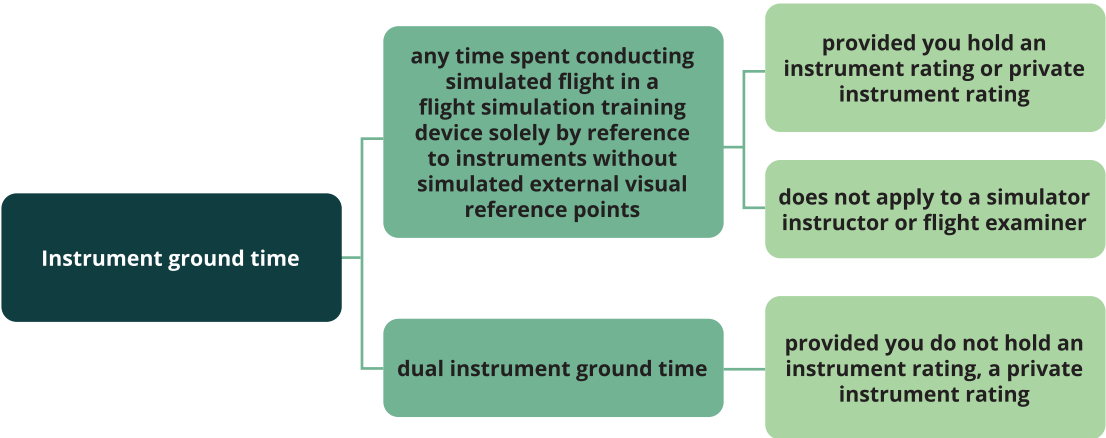 Instrument ground time
any time spent conducting
simulated flight in a
flight simulation training
device solely by reference
to instruments without
simulated external visual
reference points
provided you hold an
instrument rating or private
instrument rating
does not apply to a simulator
instructor or flight examiner
dual instrument ground time
provided you do not hold an
instrument rating, a private
instrument rating